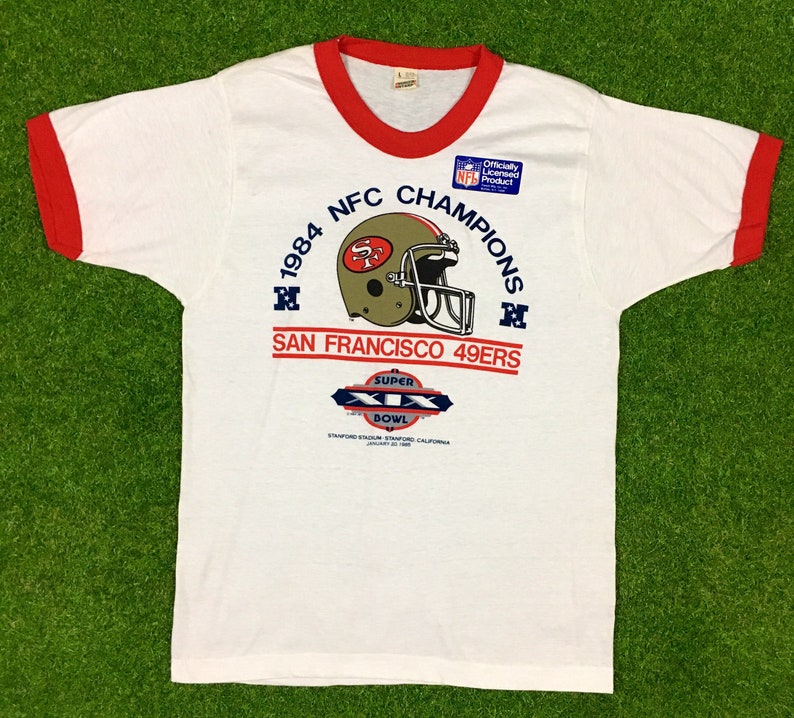 L
NFL
Officially
Licensed
Product
1984 NFC CHAMPIONS
SF
N N
SAN FRANCISCO 49ERS
SUPER
XIX
BOWL
STANFORD STADIUM · STANFORD, CALIFORNIA
JANUARY 20, 1985